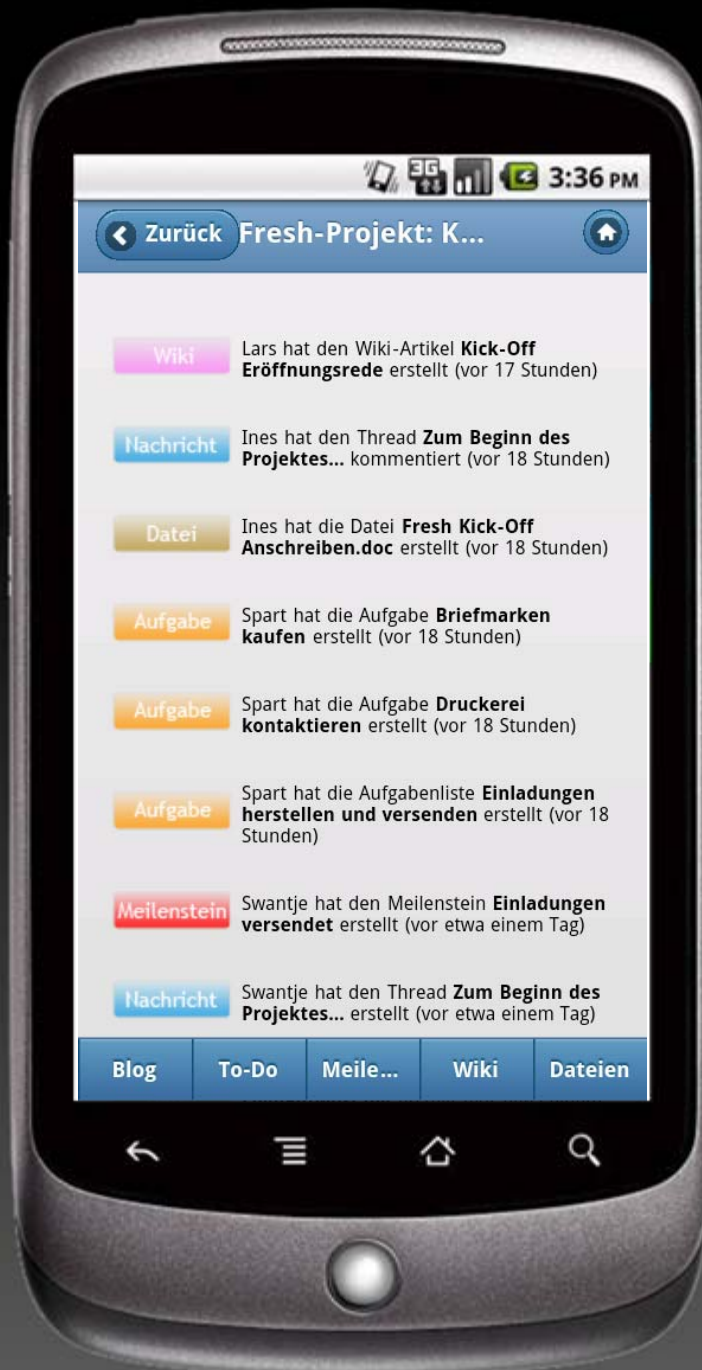 3G 3:36 PM
Zurück Fresh-Projekt: K...
Wiki
Lars hat den Wiki-Artikel Kick-Off
Eröffnungsrede erstellt (vor 17 Stunden)
Nachricht
Ines hat den Thread Zum Beginn des
Projektes... kommentiert (vor 18 Stunden)
Datei
Ines hat die Datei Fresh Kick-Off
Anschreiben.doc erstellt (vor 18 Stunden)
Aufgabe
Spart hat die Aufgabe Briefmarken
kaufen erstellt (vor 18 Stunden)
Aufgabe
Spart hat die Aufgabe Druckerei
kontaktieren erstellt (vor 18 Stunden)
Aufgabe
Spart hat die Aufgabenliste Einladungen
herstellen und versenden erstellt (vor 18
Stunden)
Meilenstein
Swantje hat den Meilenstein Einladungen
versendet erstellt (vor etwa einem Tag)
Nachricht
Swantje hat den Thread Zum Beginn des
Projektes... erstellt (vor etwa einem Tag)
Blog To-Do Meile... Wiki Dateien